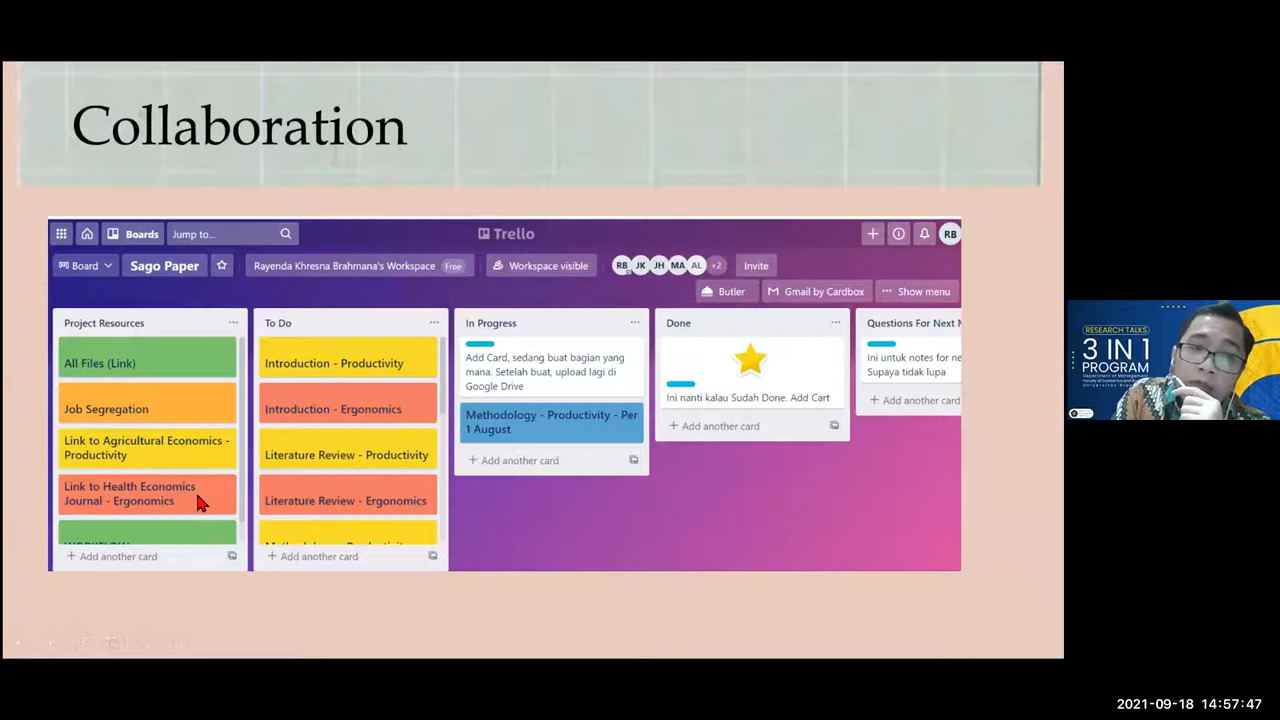 Collaboration
Boards
Jump to...
Trello
RB
Board
Sago Paper
Rayenda Khresna Brahmana's Workspace
Free
Workspace visible
RB JK JH MA AL +2
Invite
Butler
Gmail by Cardbox
Show menu
Project Resources
All Files (Link)
Job Segregation
Link to Agricultural Economics -
Productivity
Link to Health Economics
Journal - Ergonomics
WORKFLOW
+ Add another card
To Do
Introduction - Productivity
Introduction - Ergonomics
Literature Review - Productivity
Literature Review - Ergonomics
Methodology - Productivity
+ Add another card
In Progress
Add Card, sedang buat bagian yang
mana. Setelah buat, upload lagi di
Google Drive
Methodology - Productivity - Per
1 August
+ Add another card
Done
Ini nanti kalau Sudah Done. Add Cart
+ Add another card
Questions For Next M
Ini untuk notes for ne
Supaya tidak lupa
+ Add another card
RESEARCH TALKS
3 IN 1
PROGRAM
2021-09-18 14:57:47